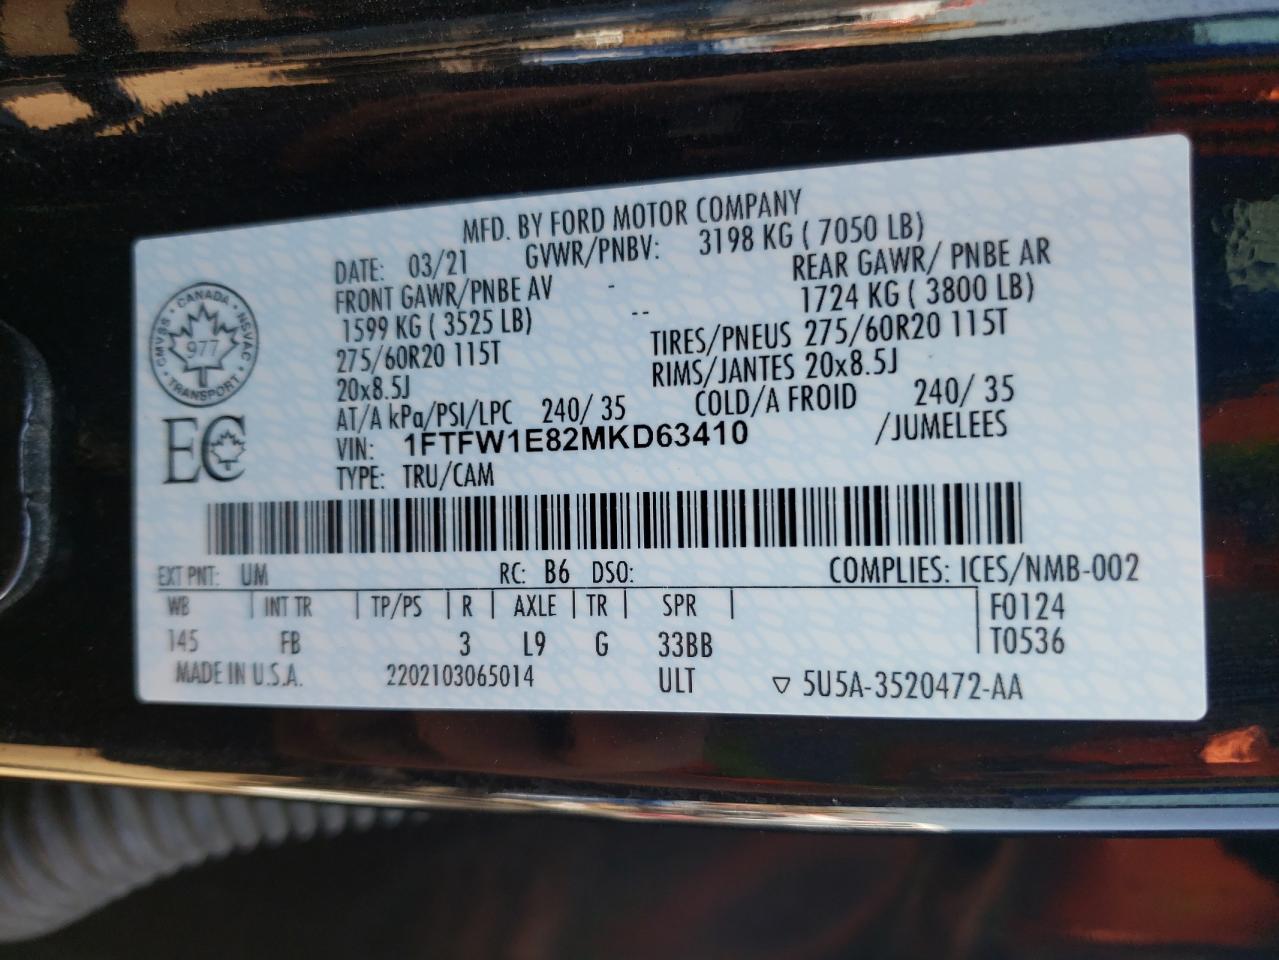 MFD. BY FORD MOTOR COMPANY
DATE: 03/21 GVWR/PNBV: 3198 KG ( 7050 LB)
FRONT GAWR/PNBE AV - REAR GAWR/ PNBE AR
1599 KG ( 3525 LB) -- 1724 KG ( 3800 LB)
275/60R20 115T TIRES/PNEUS 275/60R20 115T
20x8.5J RIMS/JANTES 20x8.5J
AT/A kPa/PSI/LPC 240/ 35 COLD/A FROID 240/ 35
VIN: 1FTFW1E82MKD63410 /JUMELEES
TYPE: TRU/CAM
CANADA
CMVSS 977 NSVAC
TRANSPORT
EC
EXT PNT: UM RC: B6 DSO: COMPLIES: ICES/NMB-002
WB | INT TR | TP/PS | R | AXLE | TR | SPR | F0124
145 FB 3 L9 G 33BB T0536
MADE IN U.S.A. 2202103065014 ULT ▽ 5U5A-3520472-AA